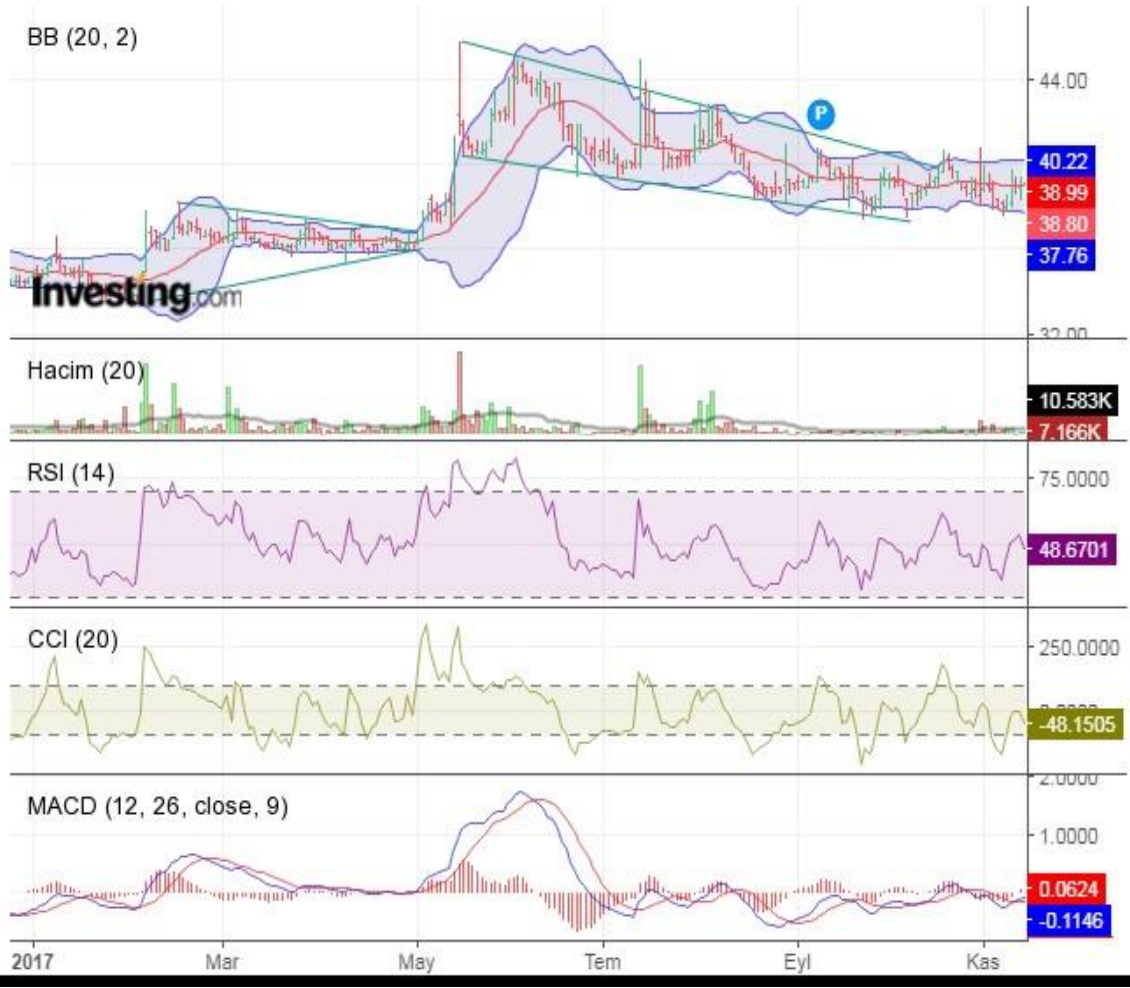 BB (20, 2)
P
44.00
40.22
38.99
38.80
37.76
32.00
Investing.com
Hacim (20)
10.583K
7.166K
RSI (14)
75.0000
48.6701
CCI (20)
250.0000
0.0000
-48.1505
2.0000
MACD (12, 26, close, 9)
1.0000
0.0624
-0.1146
2017 Mar May Tem Eyl Kas